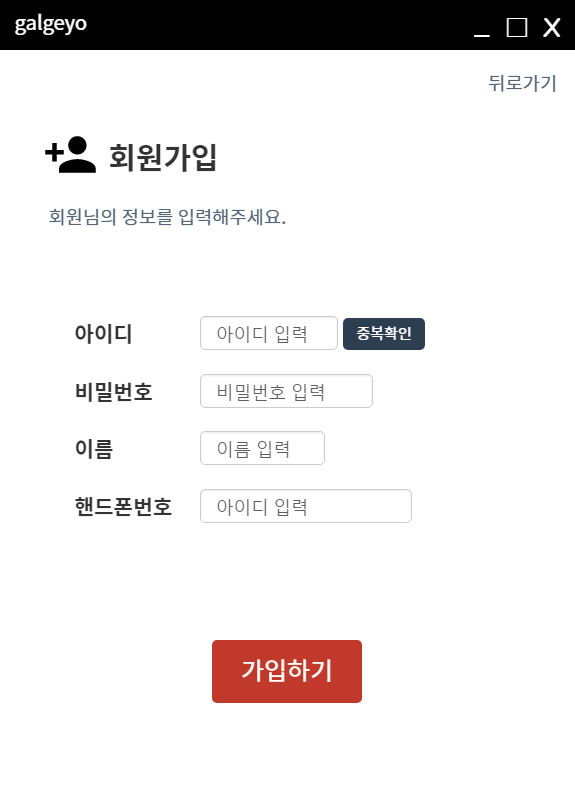 galgeyo
뒤로가기
회원가입
회원님의 정보를 입력해주세요.
아이디 아이디 입력 중복확인
비밀번호 비밀번호 입력
이름 이름 입력
핸드폰번호 아이디 입력
가입하기